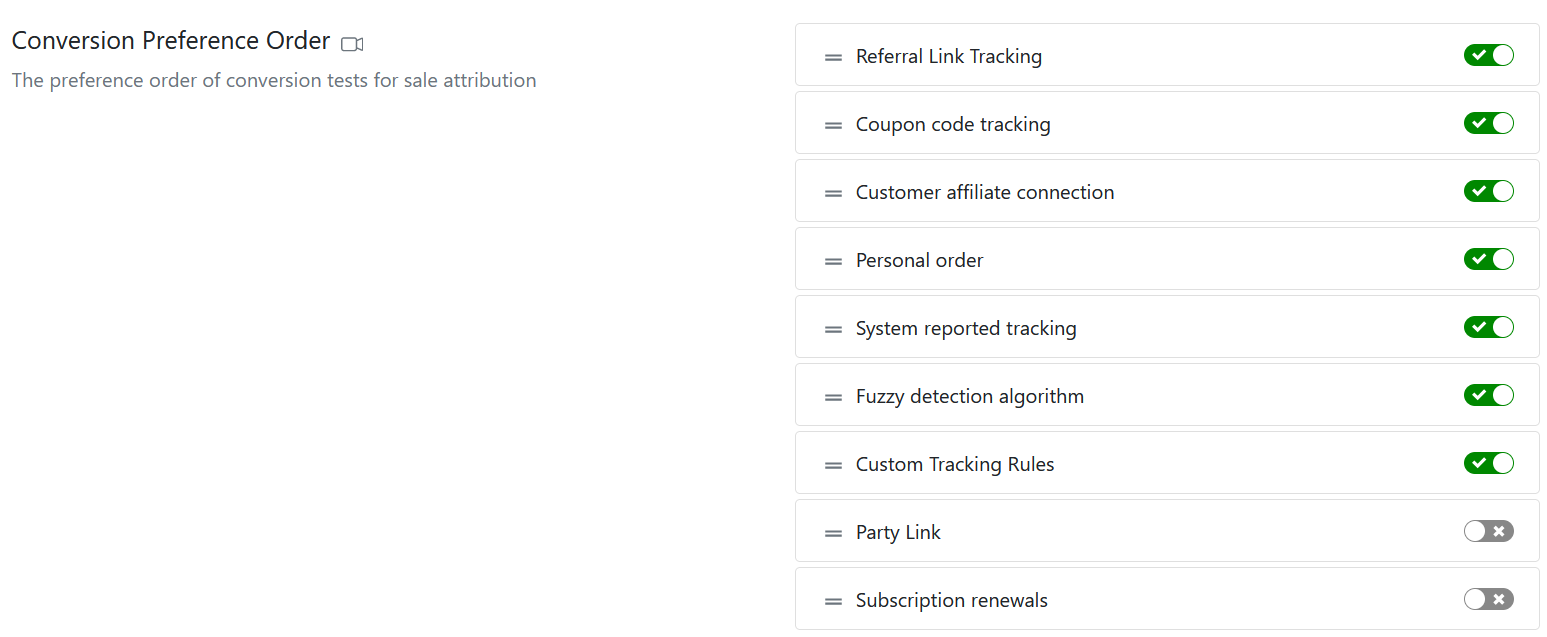 Conversion Preference Order
The preference order of conversion tests for sale attribution
Referral Link Tracking
Coupon code tracking
Customer affiliate connection
Personal order
System reported tracking
Fuzzy detection algorithm
Custom Tracking Rules
Party Link
Subscription renewals